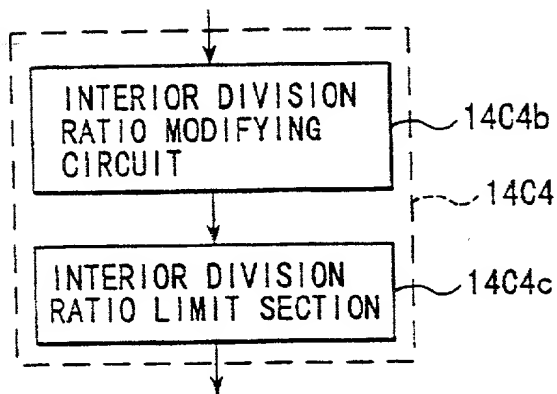 INTERIOR DIVISION
RATIO MODIFYING
CIRCUIT
14C4b
14C4
INTERIOR DIVISION
RATIO LIMIT SECTION
14C4c